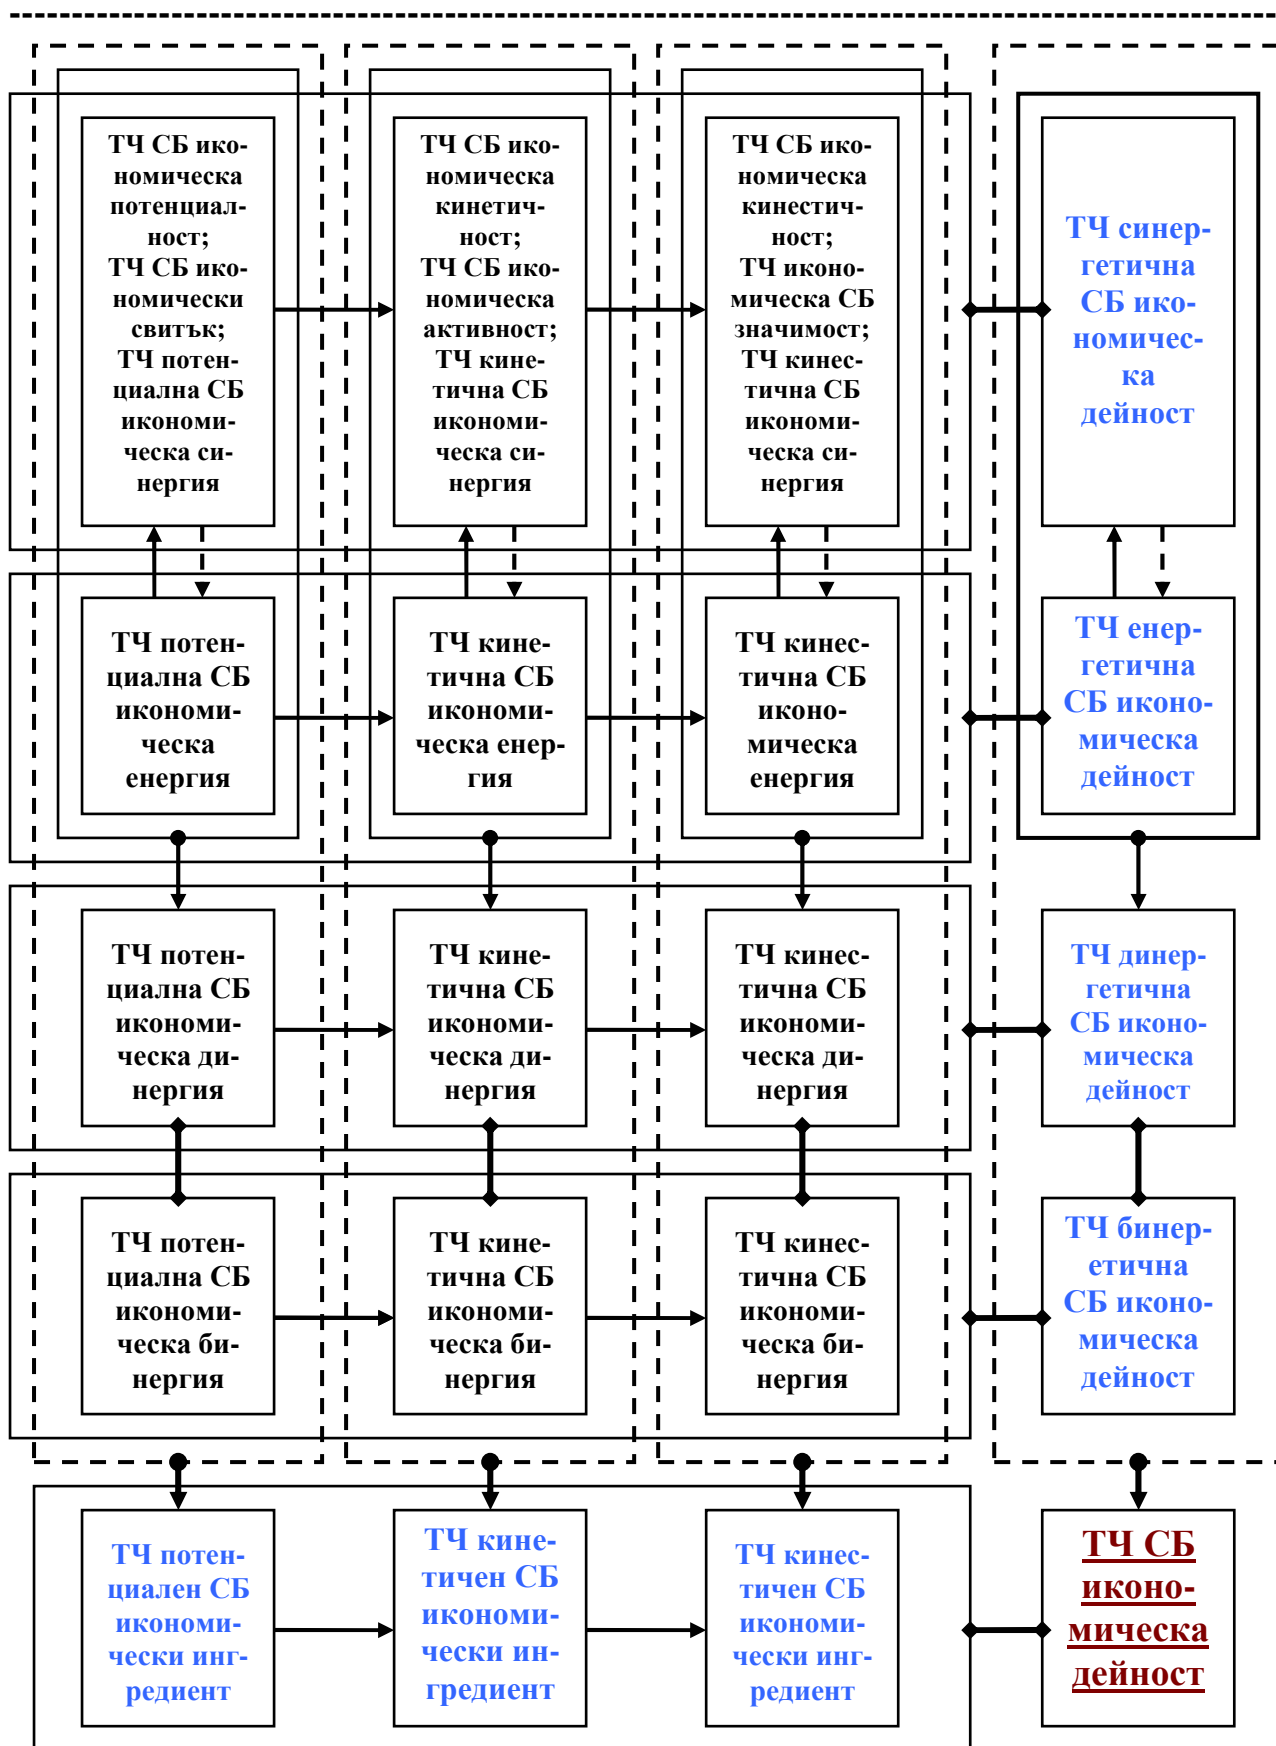 ТЧ СБ ико-
номическа
потенциал-
ност;
ТЧ СБ ико-
номически
свитък;
ТЧ потен-
циална СБ
икономи-
ческа си-
нергия
ТЧ СБ ико-
номическа
кинетич-
ност;
ТЧ СБ ико-
номическа
активност;
ТЧ кине-
тична СБ
икономи-
ческа си-
нергия
ТЧ СБ ико-
номическа
кинестич-
ност;
ТЧ иконо-
мическа СБ
значимост;
ТЧ кинес-
тична СБ
икономи-
ческа си-
нергия
ТЧ синер-
гетична
СБ ико-
номичес-
ка
дейност
ТЧ потен-
циална СБ
икономи-
ческа
енергия
ТЧ кине-
тична СБ
икономи-
ческа енер-
гия
ТЧ кинес-
тична СБ
иконо-
мическа
енергия
ТЧ енер-
гетична
СБ иконо-
мическа
дейност
ТЧ потен-
циална СБ
икономи-
ческа ди-
нергия
ТЧ кине-
тична СБ
икономи-
ческа ди-
нергия
ТЧ кинес-
тична СБ
икономи-
ческа ди-
нергия
ТЧ динер-
гетична
СБ иконо-
мическа
дейност
ТЧ потен-
циална СБ
икономи-
ческа би-
нергия
ТЧ кине-
тична СБ
икономи-
ческа би-
нергия
ТЧ кинес-
тична СБ
икономи-
ческа би-
нергия
ТЧ бинер-
етична
СБ иконо-
мическа
дейност
ТЧ потен-
циален СБ
икономи-
чески инг-
редиент
ТЧ кине-
тичен СБ
икономи-
чески ин-
гредиент
ТЧ кинес-
тичен СБ
икономи-
чески инг-
редиент
ТЧ СБ
иконо-
мическа
дейност